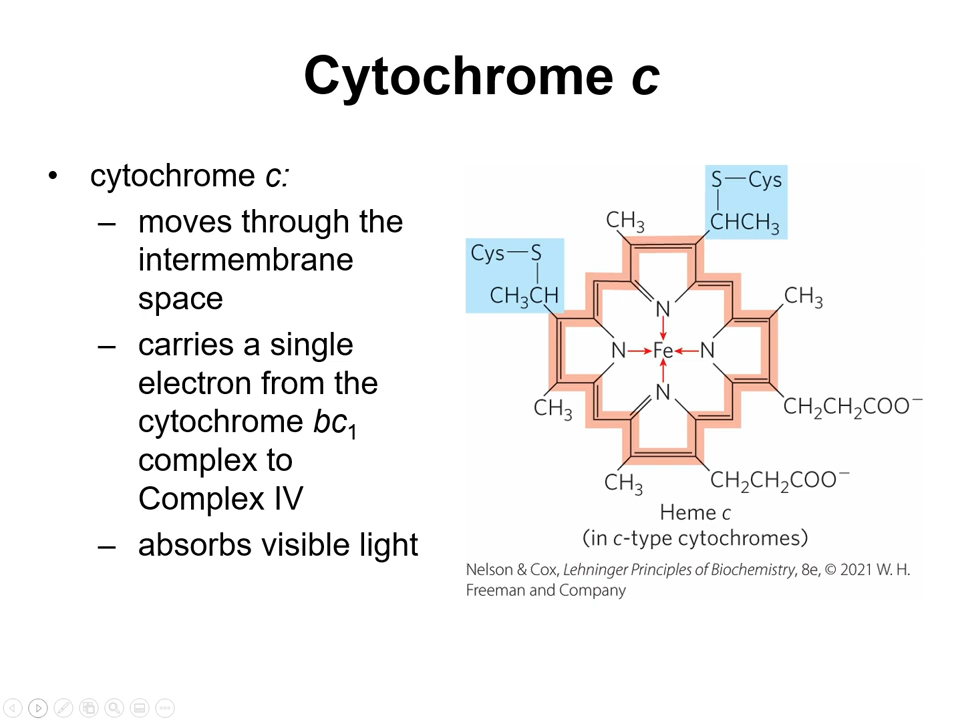 Cytochrome c
• cytochrome c:
– moves through the
intermembrane
space
– carries a single
electron from the
cytochrome bc₁
complex to
Complex IV
– absorbs visible light
S—Cys
CHCH₃
CH₃
Cys—S
CH₃CH
CH₃
N
N
Fe
N
N
CH₃
CH₂CH₂COO⁻
CH₃
CH₂CH₂COO⁻
Heme c
(in c-type cytochromes)
Nelson & Cox, Lehninger Principles of Biochemistry, 8e, © 2021 W. H.
Freeman and Company